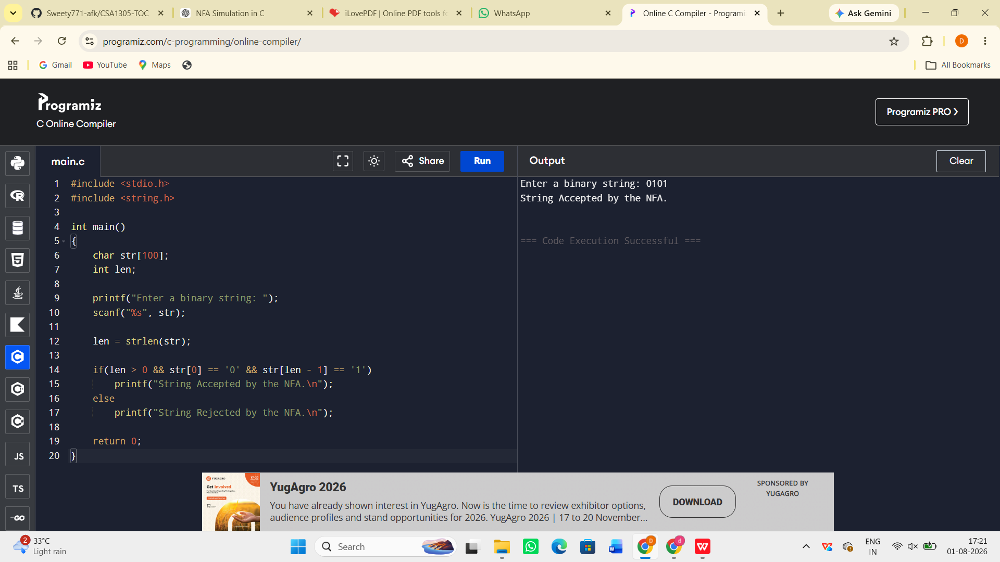 Sweety771-afk/CSA1305-TOC
NFA Simulation in C
iLovePDF | Online PDF tools fo
WhatsApp
Online C Compiler - Programi
Ask Gemini
programiz.com/c-programming/online-compiler/
D
Gmail
YouTube
Maps
All Bookmarks
Programiz
C Online Compiler
Programiz PRO
main.c
Share
Run
Output
Clear
1 #include <stdio.h>
2 #include <string.h>
3
4 int main()
5 {
6 char str[100];
7 int len;
8
9 printf("Enter a binary string: ");
10 scanf("%s", str);
11
12 len = strlen(str);
13
14 if(len > 0 && str[0] == '0' && str[len - 1] == '1')
15 printf("String Accepted by the NFA.\n");
16 else
17 printf("String Rejected by the NFA.\n");
18
19 return 0;
20 }
Enter a binary string: 0101
String Accepted by the NFA.
=== Code Execution Successful ===
JS
TS
GO
YUGAGRO
17-20
Get Involved
YugAgro 2026
You have already shown interest in YugAgro. Now is the time to review exhibitor options,
audience profiles and stand opportunities for 2026. YugAgro 2026 | 17 to 20 November...
DOWNLOAD
SPONSORED BY
YUGAGRO
2
33°C
Light rain
Search
D
d
ENG
IN
17:21
01-08-2026